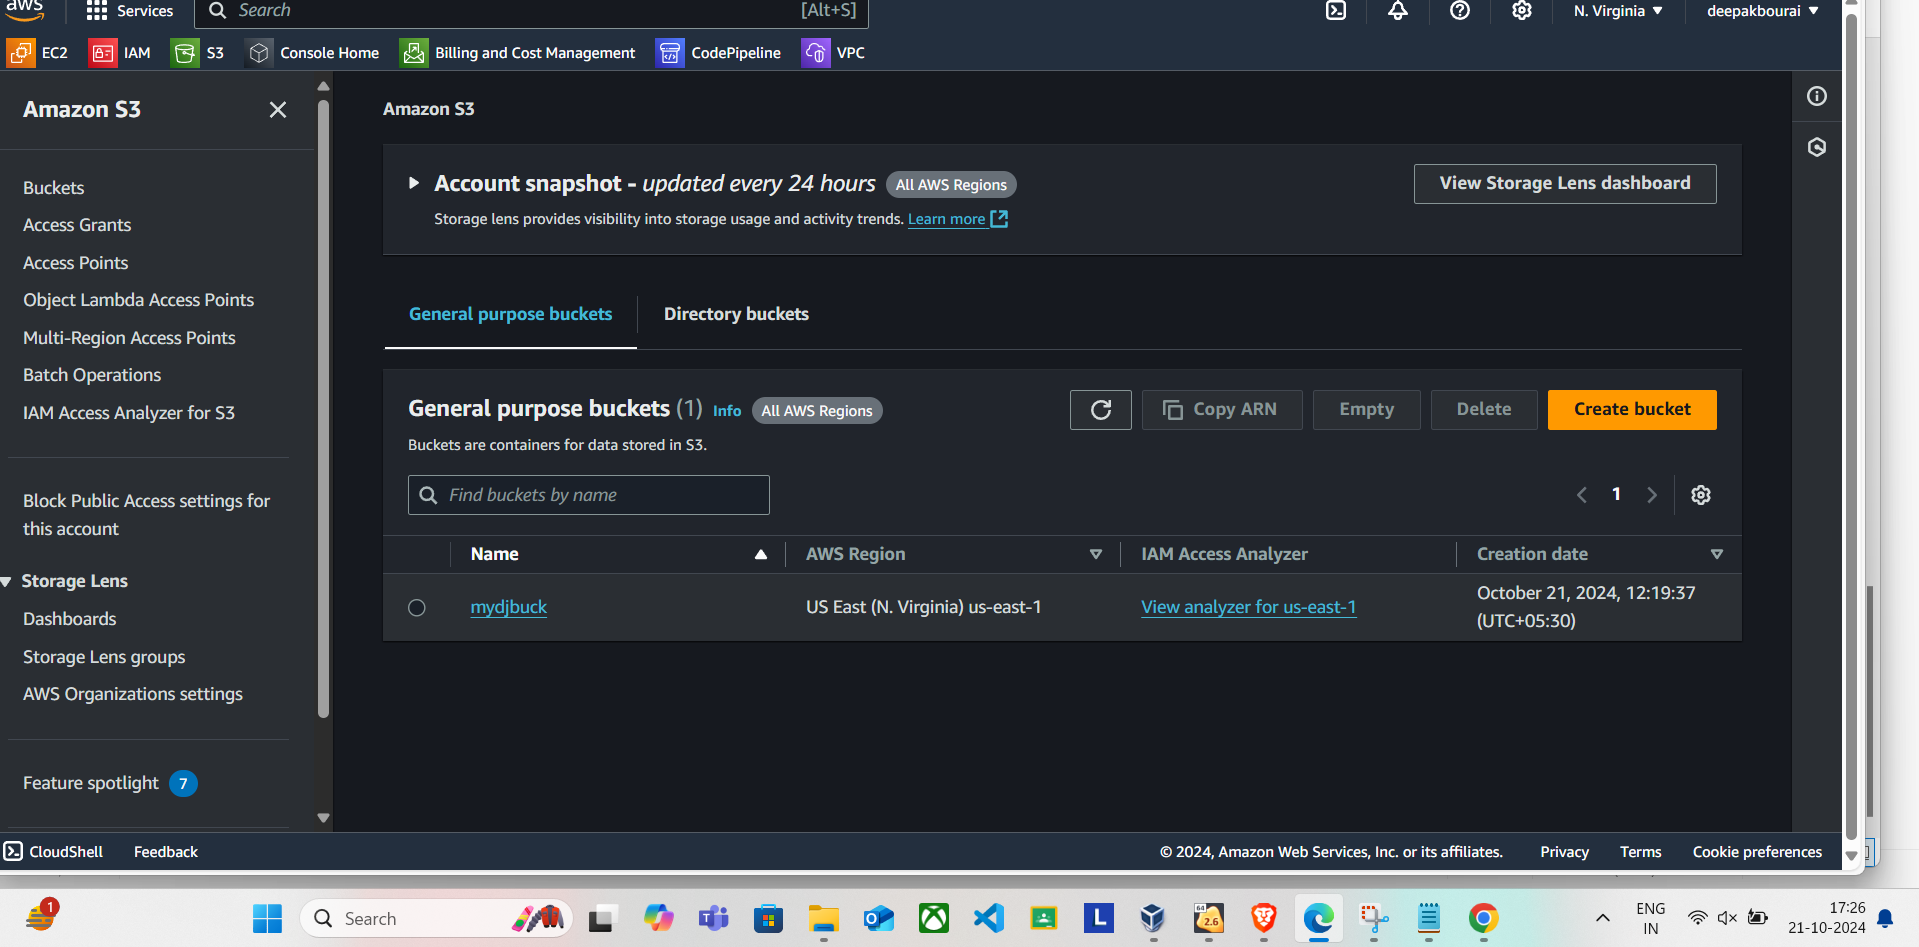 aws
Services
Search
[Alt+S]
N. Virginia
deepakbourai
EC2
IAM
S3
Console Home
Billing and Cost Management
CodePipeline
VPC
Amazon S3
Buckets
Access Grants
Access Points
Object Lambda Access Points
Multi-Region Access Points
Batch Operations
IAM Access Analyzer for S3
Block Public Access settings for
this account
Storage Lens
Dashboards
Storage Lens groups
AWS Organizations settings
Feature spotlight 7
Amazon S3
Account snapshot - updated every 24 hours All AWS Regions
View Storage Lens dashboard
Storage lens provides visibility into storage usage and activity trends. Learn more
General purpose buckets
Directory buckets
General purpose buckets (1) Info All AWS Regions
Copy ARN
Empty
Delete
Create bucket
Buckets are containers for data stored in S3.
Find buckets by name
1
Name
AWS Region
IAM Access Analyzer
Creation date
mydjbuck
US East (N. Virginia) us-east-1
View analyzer for us-east-1
October 21, 2024, 12:19:37
(UTC+05:30)
CloudShell
Feedback
© 2024, Amazon Web Services, Inc. or its affiliates.
Privacy
Terms
Cookie preferences
1
Search
L
64
2.6
ENG
IN
17:26
21-10-2024